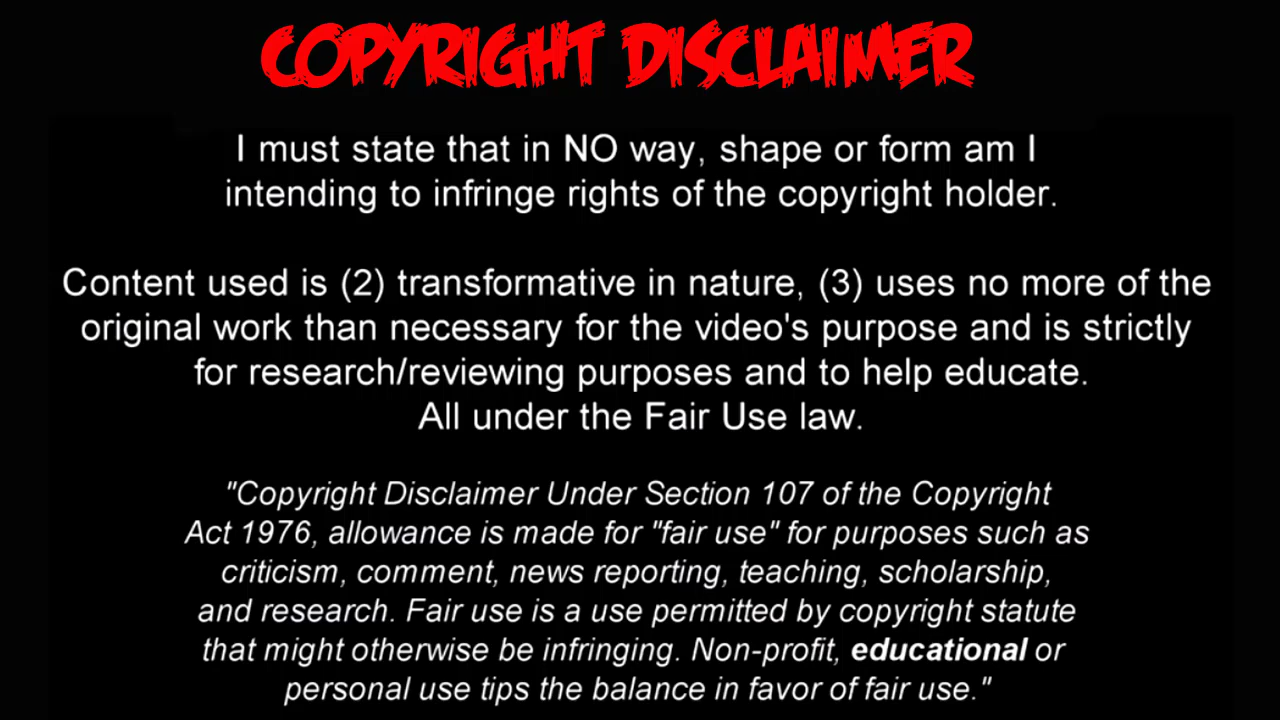 COPYRIGHT DISCLAIMER
I must state that in NO way, shape or form am I
intending to infringe rights of the copyright holder.
Content used is (2) transformative in nature, (3) uses no more of the
original work than necessary for the video's purpose and is strictly
for research/reviewing purposes and to help educate.
All under the Fair Use law.
"Copyright Disclaimer Under Section 107 of the Copyright
Act 1976, allowance is made for "fair use" for purposes such as
criticism, comment, news reporting, teaching, scholarship,
and research. Fair use is a use permitted by copyright statute
that might otherwise be infringing. Non-profit, educational or
personal use tips the balance in favor of fair use."